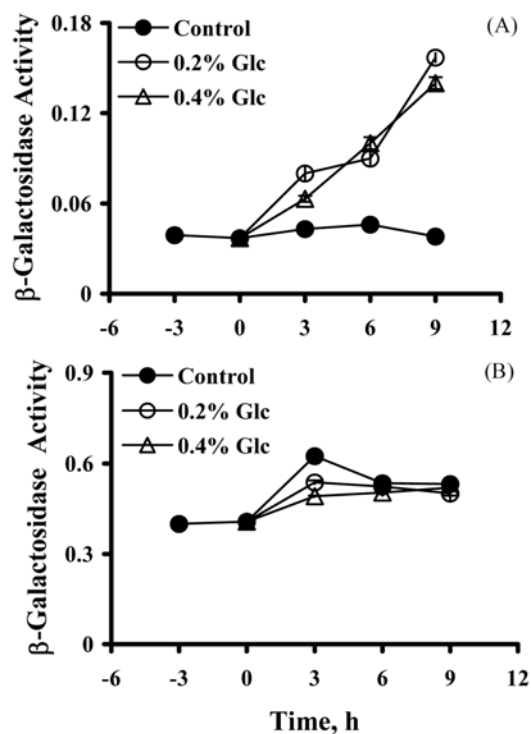 (A)
Control
0.2% Glc
0.4% Glc
β-Galactosidase Activity
0.18
0.12
0.06
0
-6 -3 0 3 6 9 12
(B)
Control
0.2% Glc
0.4% Glc
β-Galactosidase Activity
0.9
0.6
0.3
0
-6 -3 0 3 6 9 12
Time, h